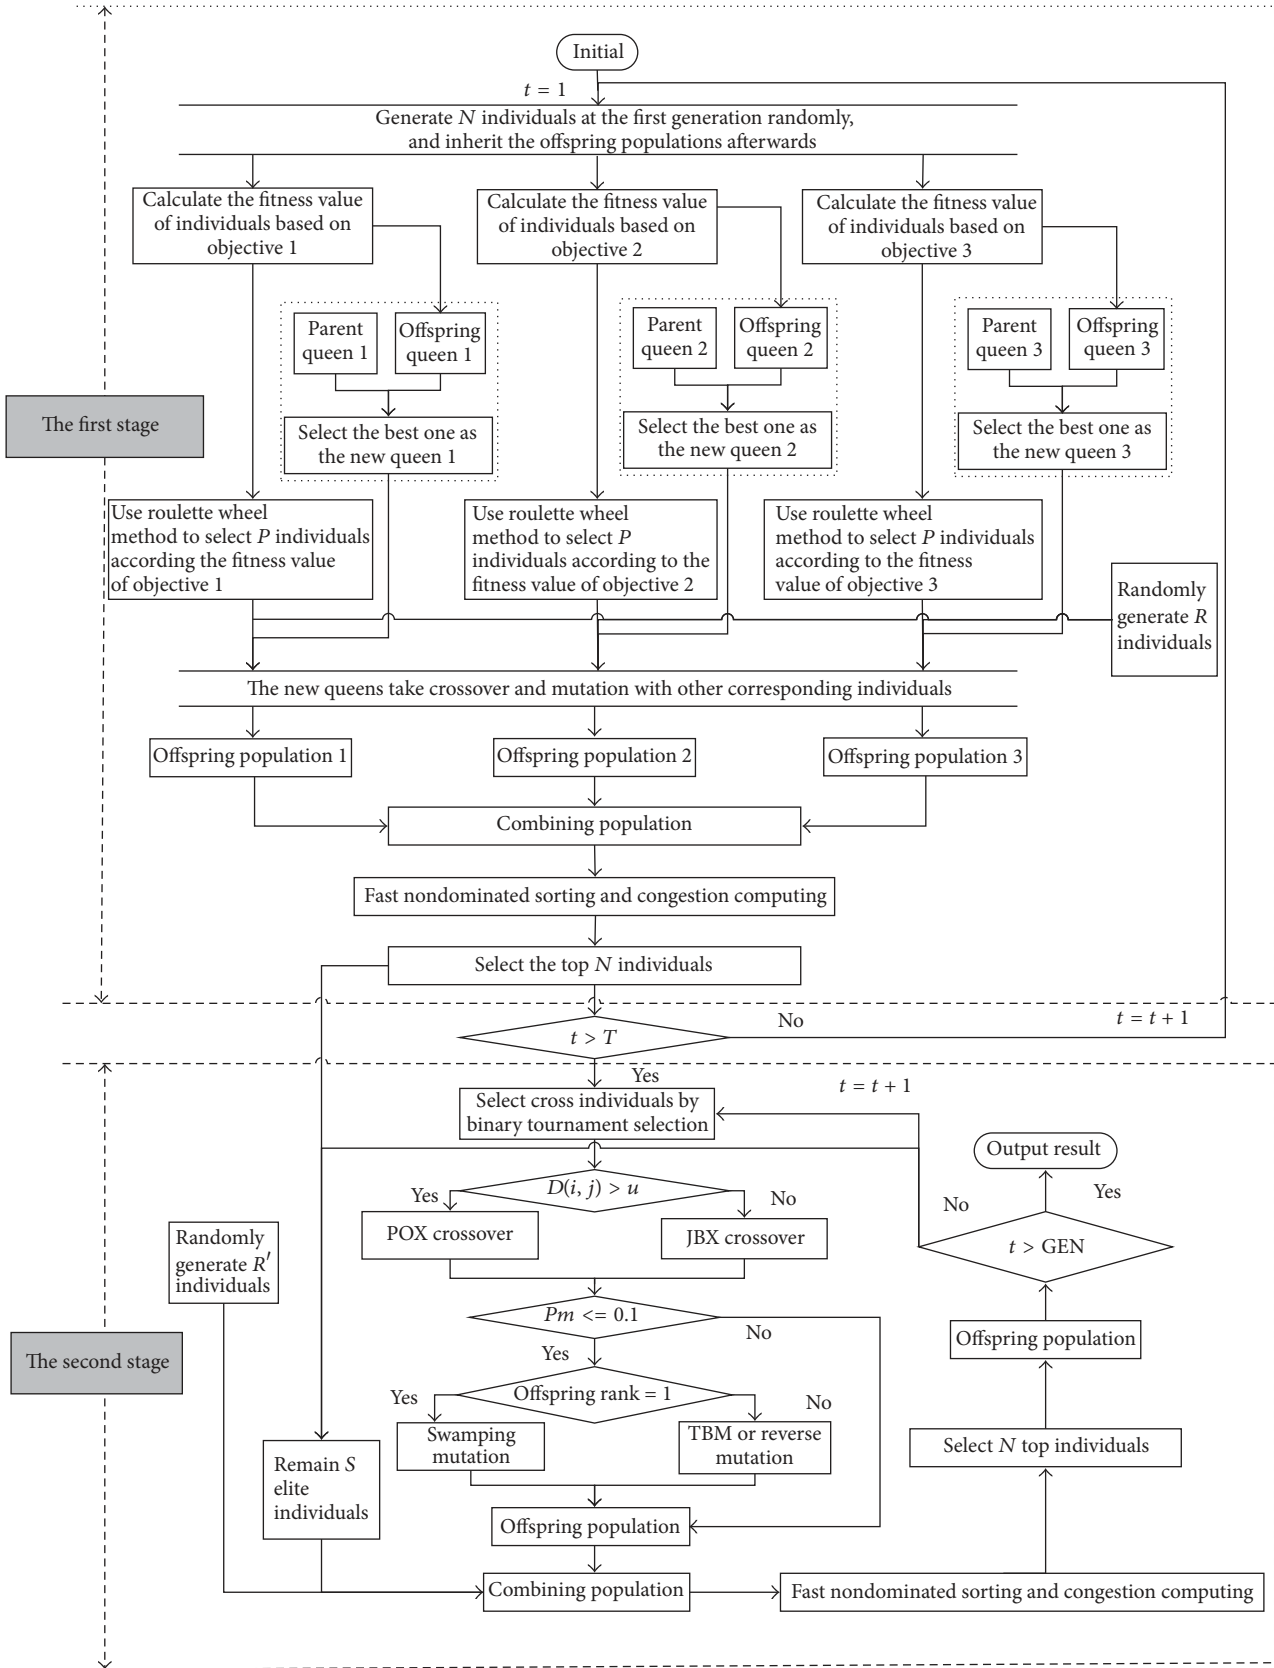 Initial
t = 1
Generate N individuals at the first generation randomly,
and inherit the offspring populations afterwards
Calculate the fitness value
of individuals based on
objective 1
Calculate the fitness value
of individuals based on
objective 2
Calculate the fitness value
of individuals based on
objective 3
Parent
queen 1
Offspring
queen 1
Parent
queen 2
Offspring
queen 2
Parent
queen 3
Offspring
queen 3
The first stage
Select the best one as
the new queen 1
Select the best one as
the new queen 2
Select the best one as
the new queen 3
Use roulette wheel
method to select P individuals
according the fitness value
of objective 1
Use roulette wheel
method to select P
individuals according to the
fitness value of objective 2
Use roulette wheel
method to select P individuals
according to the fitness
value of objective 3
Randomly
generate R
individuals
The new queens take crossover and mutation with other corresponding individuals
Offspring population 1
Offspring population 2
Offspring population 3
Combining population
Fast nondominated sorting and congestion computing
Select the top N individuals
t > T
No
t = t + 1
Yes
t = t + 1
Select cross individuals by
binary tournament selection
Output result
D(i, j) > u
Yes
No
No
Yes
POX crossover
JBX crossover
t > GEN
Randomly
generate R′
individuals
Pm <= 0.1
No
Yes
Offspring population
The second stage
Offspring rank = 1
Yes
No
Swamping
mutation
TBM or reverse
mutation
Select N top individuals
Remain S
elite
individuals
Offspring population
Combining population
Fast nondominated sorting and congestion computing